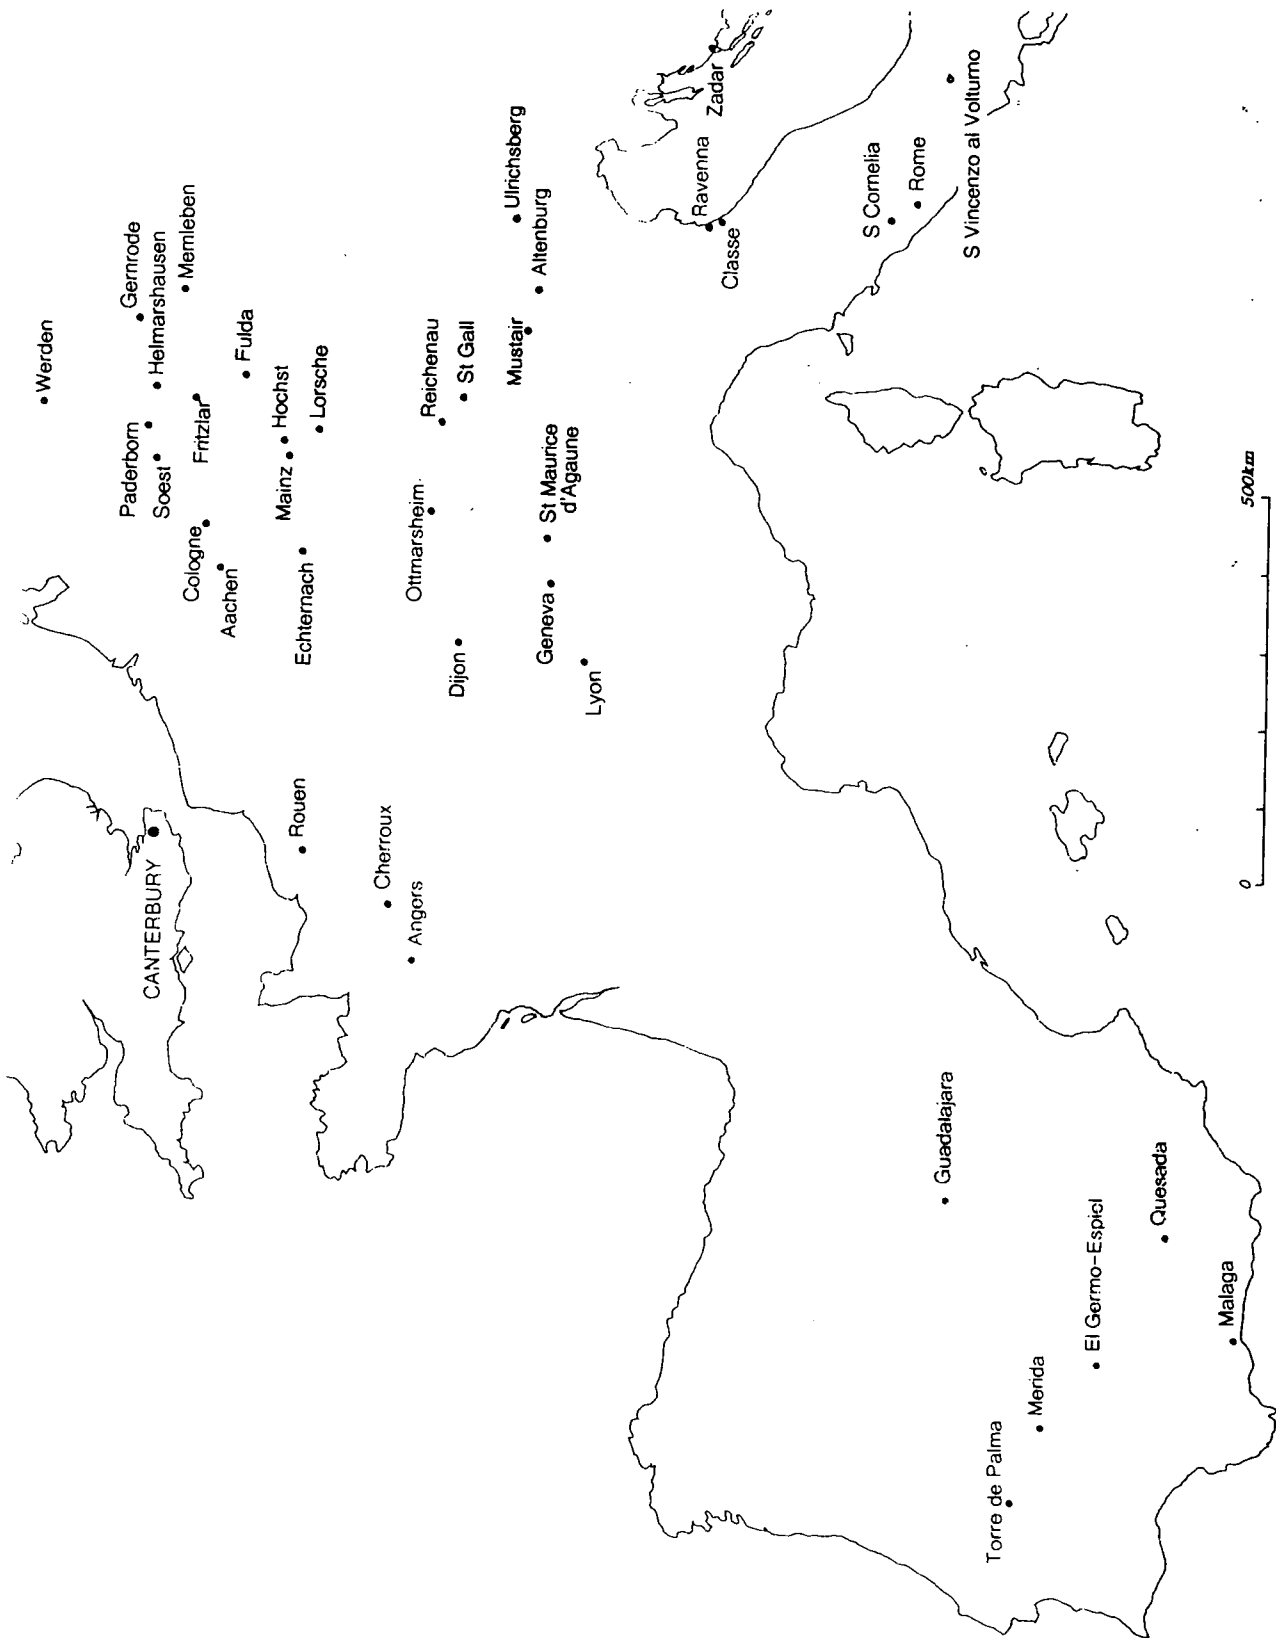 Werden
Gernrode
Helmarshausen
Memleben
Paderborn
Soest
Fritzlar
Fulda
Cologne
Aachen
Mainz
Hochst
Lorsche
Echternach
CANTERBURY
Rouen
Cherroux
Angers
Ottmarsheim
Reichenau
St Gall
Dijon
Mustair
Ulrichsberg
Altenburg
Geneva
St Maurice
d'Agaune
Lyon
Ravenna
Classe
Zadar
S Cornelia
Rome
S Vincenzo al Volturno
Guadalajara
Torre de Palma
Merida
El Germo-Espiel
Quesada
Malaga
0
500km